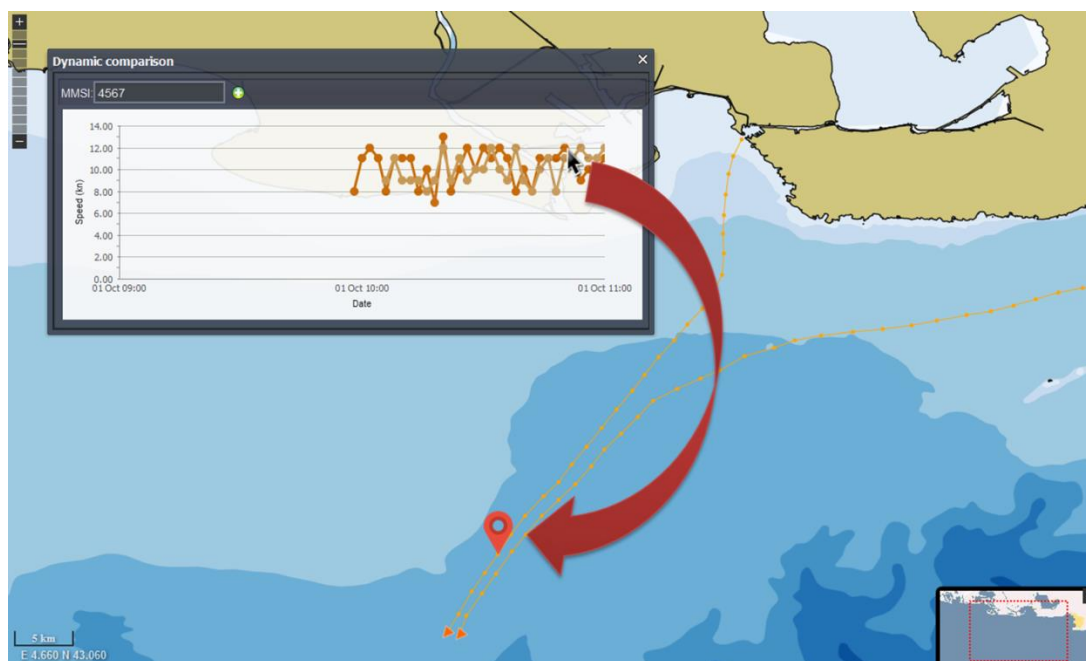 Dynamic comparison
MMSI: 4567
14.00
12.00
10.00
8.00
6.00
4.00
2.00
0.00
Speed (kn)
01 Oct 09:00 01 Oct 10:00 01 Oct 11:00
Date
5 km
E 4.660 N 43.060